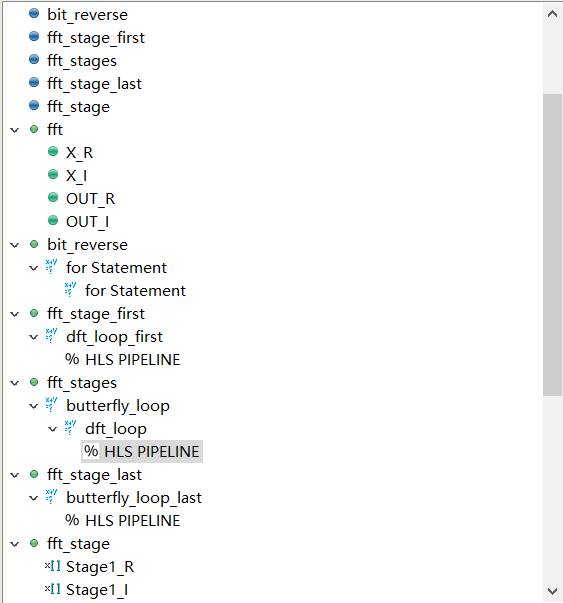 bit_reverse
fft_stage_first
fft_stages
fft_stage_last
fft_stage
fft
X_R
X_I
OUT_R
OUT_I
bit_reverse
for Statement
for Statement
fft_stage_first
dft_loop_first
% HLS PIPELINE
fft_stages
butterfly_loop
dft_loop
% HLS PIPELINE
fft_stage_last
butterfly_loop_last
% HLS PIPELINE
fft_stage
x[] Stage1_R
x[] Stage1_I